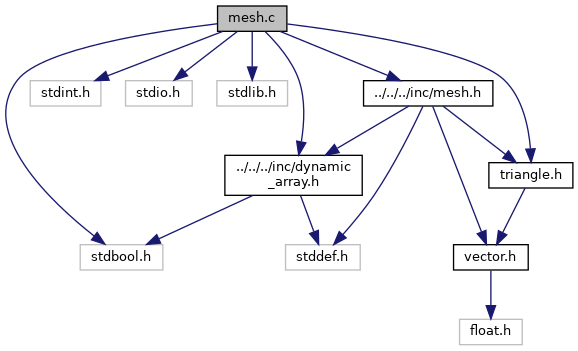 mesh.c
stdint.h
stdio.h
stdlib.h
../../../inc/mesh.h
../../../inc/dynamic
_array.h
triangle.h
stdbool.h
stddef.h
vector.h
float.h